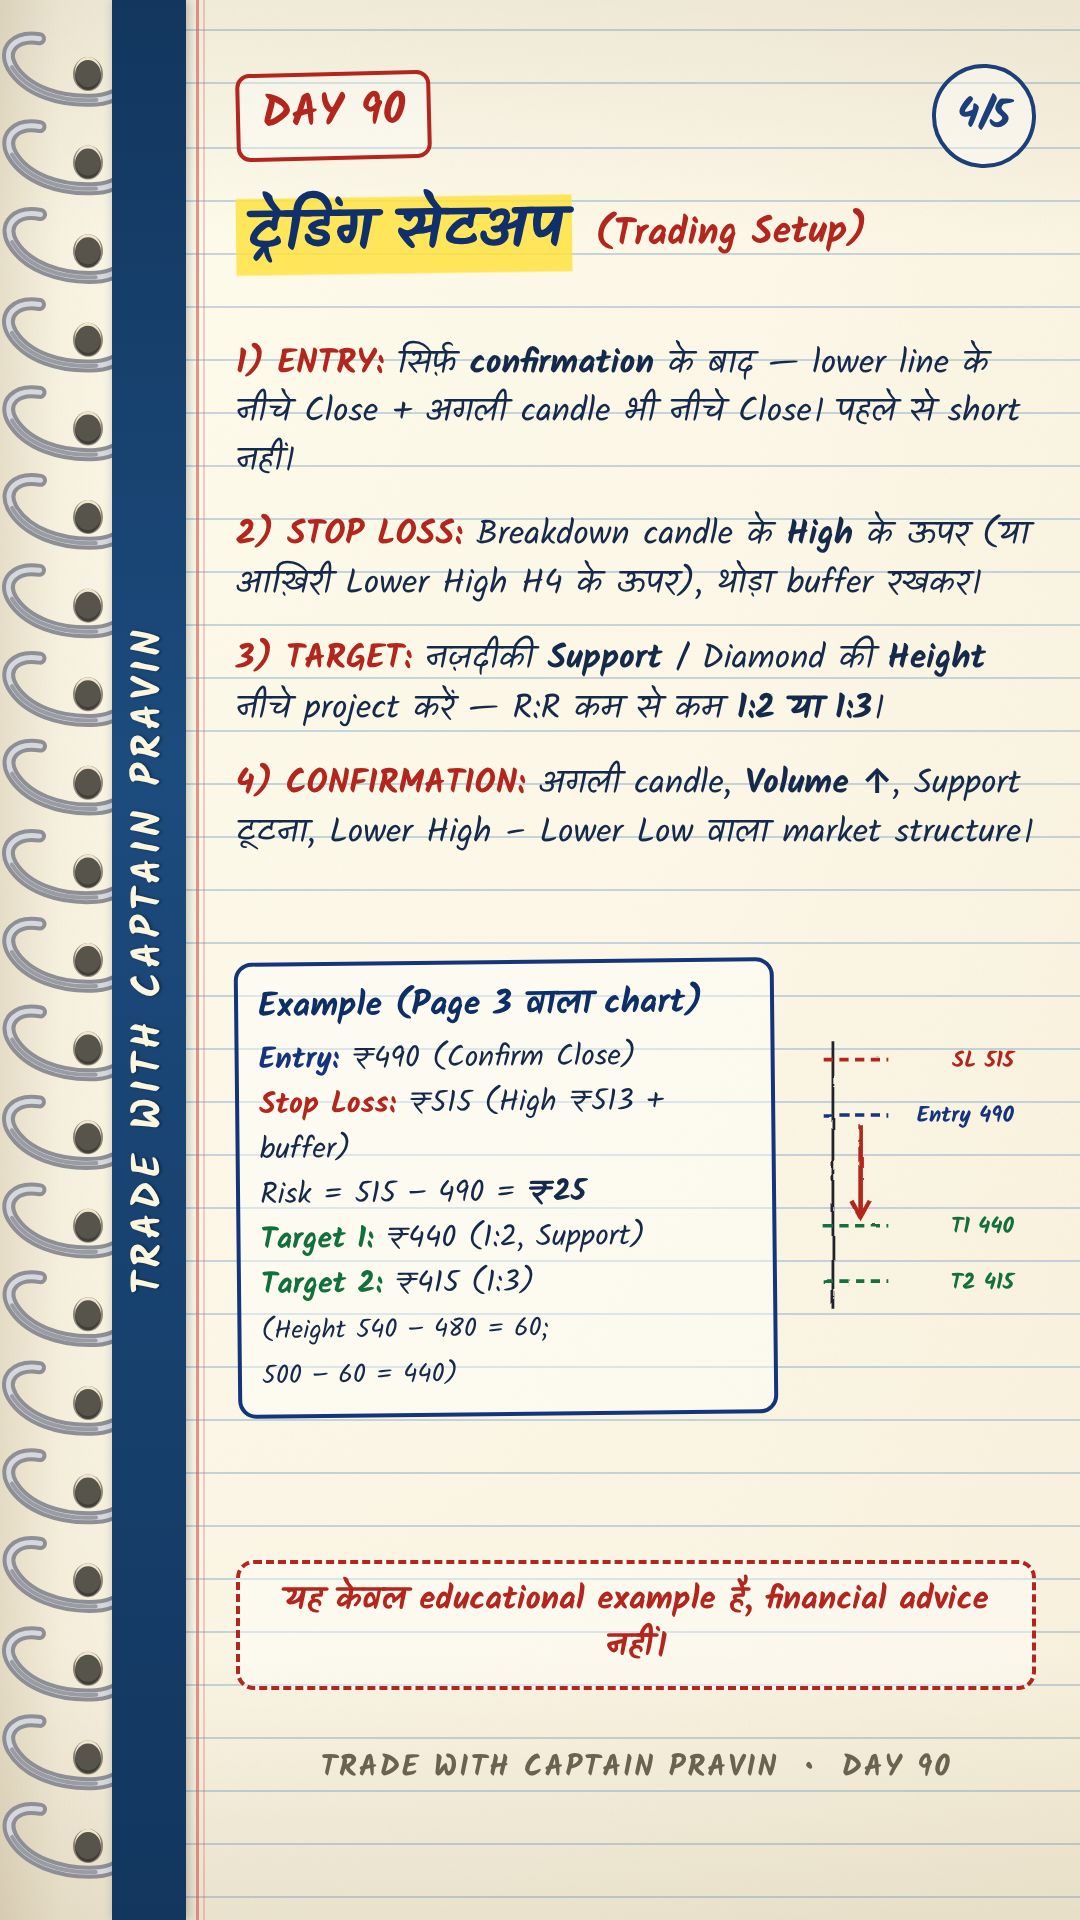 DAY 90
4/5
ट्रेडिंग सेटअप (Trading Setup)
1) ENTRY: सिर्फ़ confirmation के बाद — lower line के
नीचे Close + अगली candle भी नीचे Close। पहले से short
नहीं।
2) STOP LOSS: Breakdown candle के High के ऊपर (या
आख़िरी Lower High H4 के ऊपर), थोड़ा buffer रखकर।
3) TARGET: नज़दीकी Support / Diamond की Height
नीचे project करें — R:R कम से कम 1:2 या 1:3।
4) CONFIRMATION: अगली candle, Volume ↑, Support
टूटना, Lower High – Lower Low वाला market structure।
Example (Page 3 वाला chart)
Entry: ₹490 (Confirm Close)
Stop Loss: ₹515 (High ₹513 +
buffer)
Risk = 515 – 490 = ₹25
Target 1: ₹440 (1:2, Support)
Target 2: ₹415 (1:3)
(Height 540 – 480 = 60;
500 – 60 = 440)
SL 515
Entry 490
T1 440
T2 415
यह केवल educational example है, financial advice
नहीं।
TRADE WITH CAPTAIN PRAVIN · DAY 90
TRADE WITH CAPTAIN PRAVIN